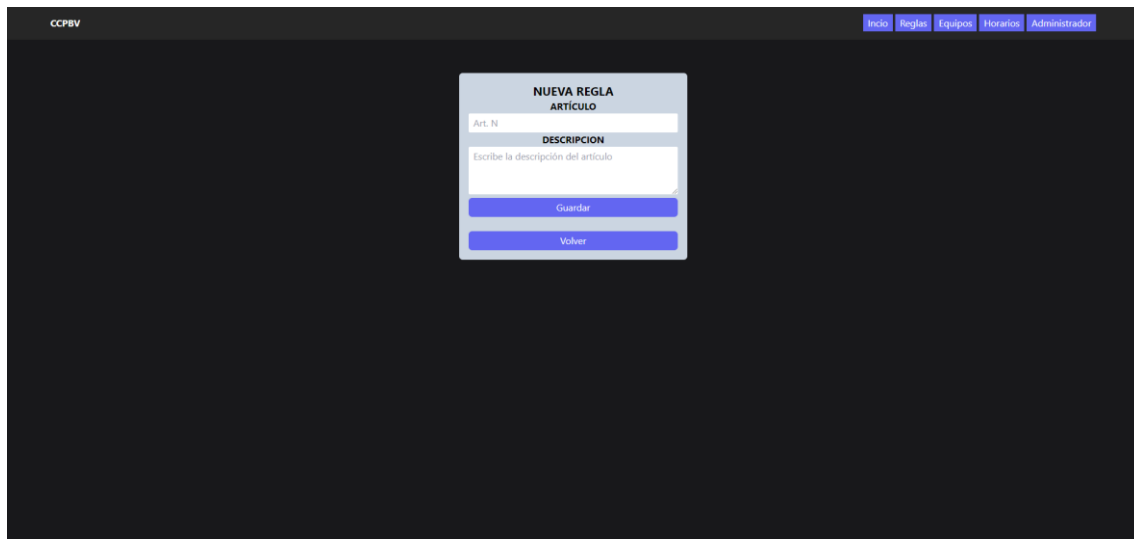 CCPBV
Incio Reglas Equipos Horarios Administrador
NUEVA REGLA
ARTÍCULO
Art. N
DESCRIPCION
Escribe la descripción del artículo
Guardar
Volver